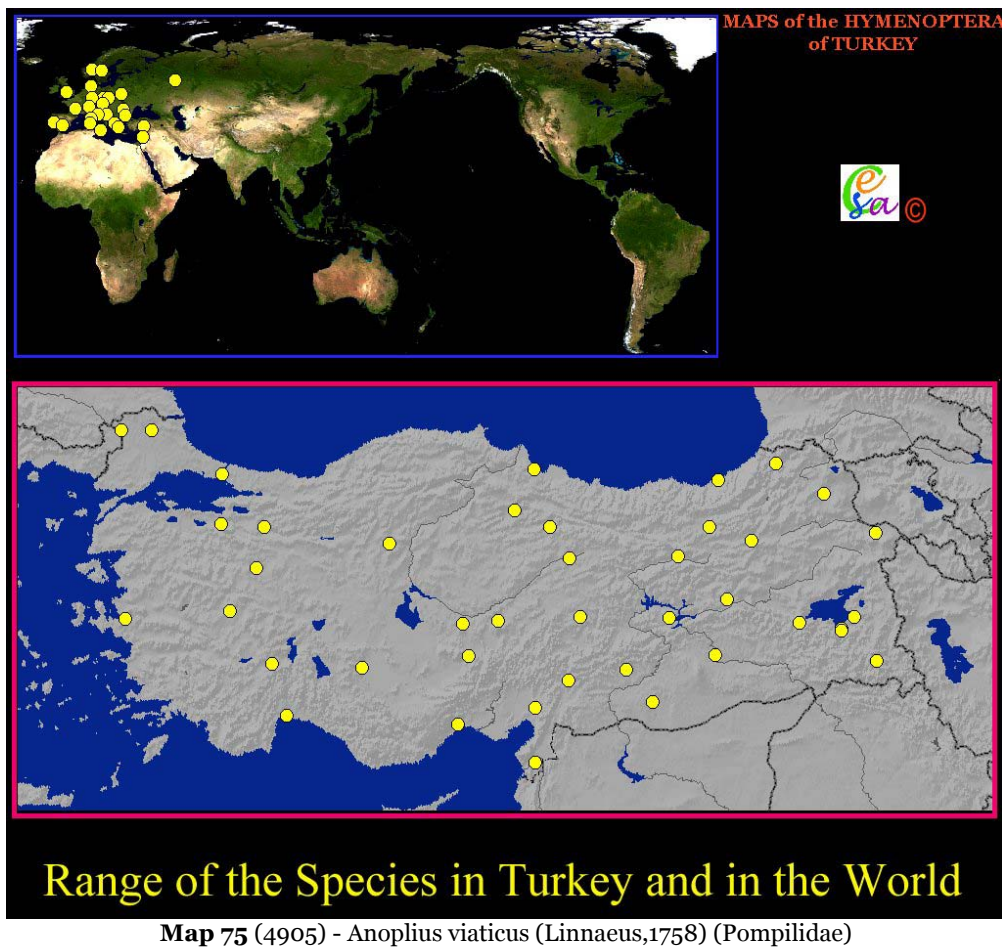 MAPS of the HYMENOPTERA
of TURKEY
Cesa ©
Range of the Species in Turkey and in the World
Map 75 (4905) - Anoplius viaticus (Linnaeus,1758) (Pompilidae)